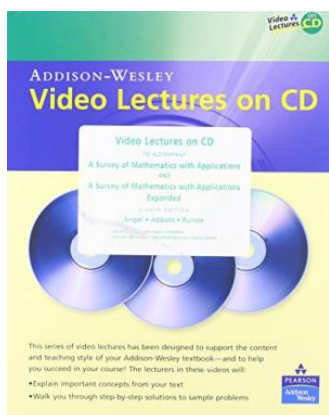 Video
Lectures
CD
ADDISON-WESLEY
Video Lectures on CD
Video Lectures on CD
TO ACCOMPANY
A Survey of Mathematics with Applications
AND
A Survey of Mathematics with Applications
Expanded
EIGHTH EDITION
Angel • Abbott • Runde
This series of video lectures has been designed to support the content
and teaching style of your Addison-Wesley textbook—and to help
you succeed in your course! The lecturers in these videos will:
•Explain important concepts from your text
•Walk you through step-by-step solutions to sample problems
PEARSON
Addison
Wesley